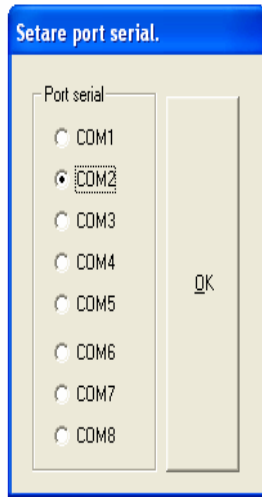 Setare port serial.
Port serial
COM1
COM2
COM3
COM4
COM5
COM6
COM7
COM8
OK